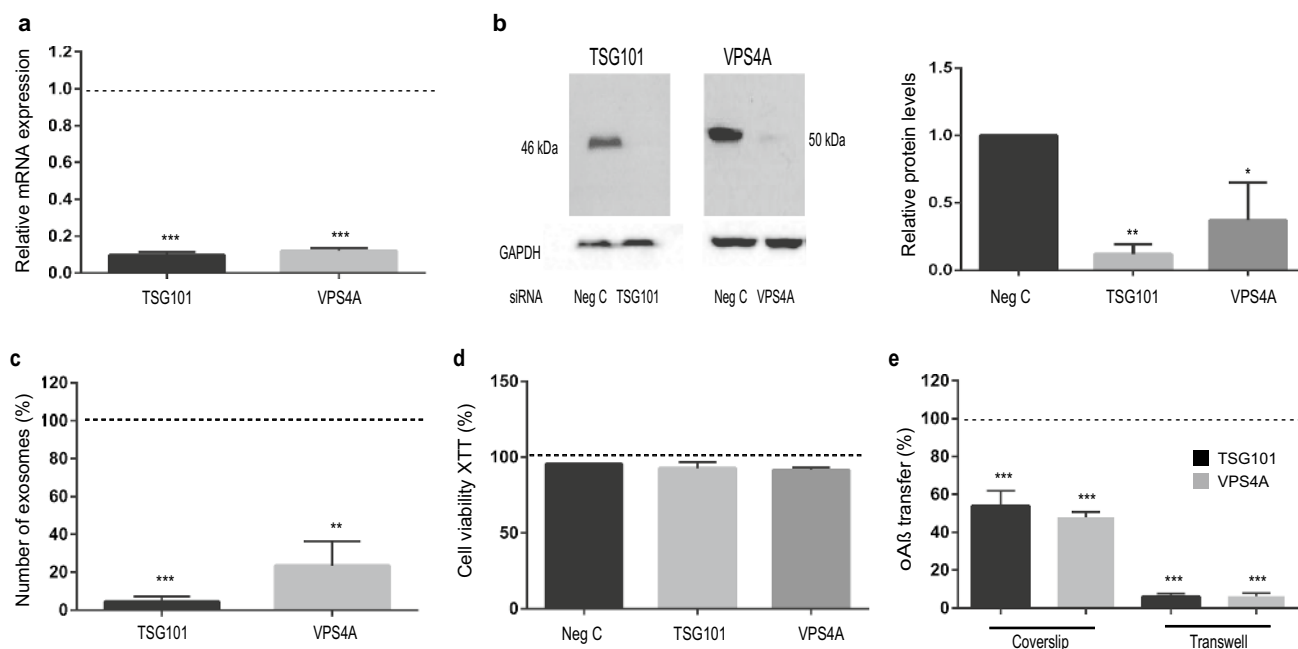 a
Relative mRNA expression
1.2
1.0
0.8
0.6
0.4
0.2
0.0
***
***
TSG101
VPS4A
b
TSG101
VPS4A
46 kDa
50 kDa
GAPDH
siRNA
Neg C
TSG101
Neg C
VPS4A
Relative protein levels
1.5
1.0
0.5
0.0
**
*
Neg C
TSG101
VPS4A
c
Number of exosomes (%)
120
100
80
60
40
20
0
***
**
TSG101
VPS4A
d
Cell viability XTT (%)
150
100
50
0
Neg C
TSG101
VPS4A
e
oAß transfer (%)
120
100
80
60
40
20
0
TSG101
VPS4A
***
***
***
***
Coverslip
Transwell